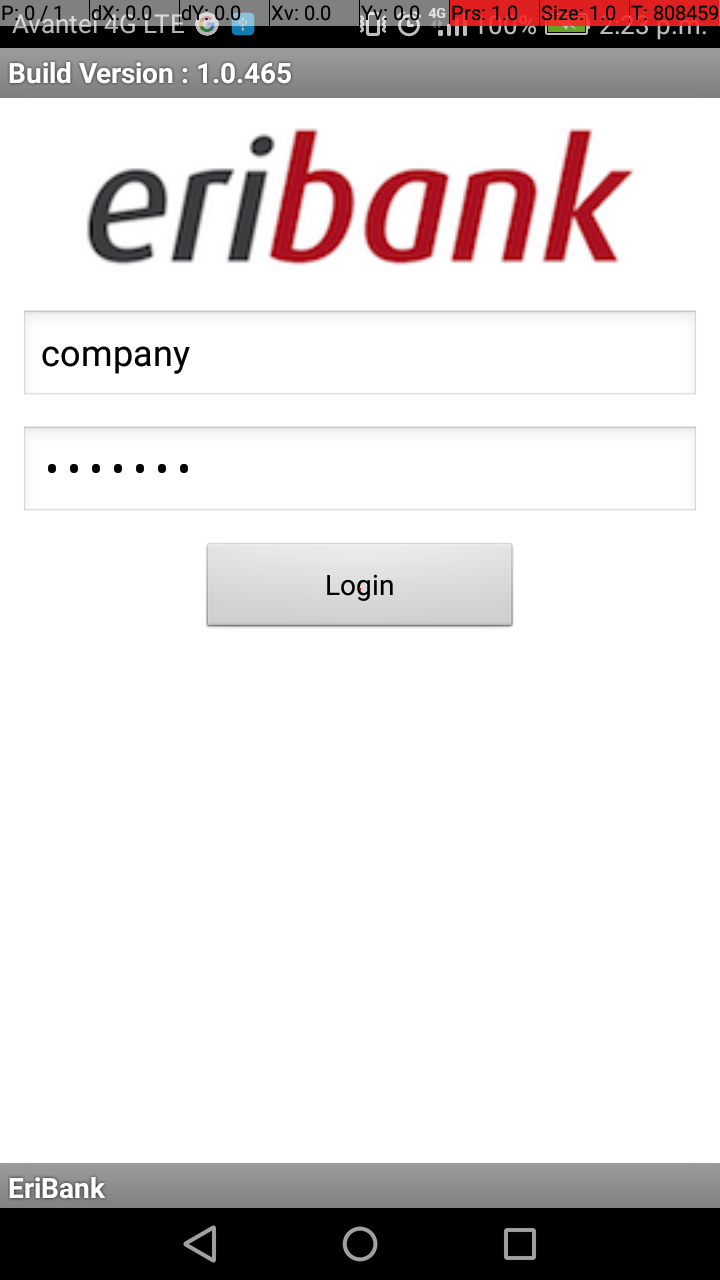 P: 0 / 1 dX: 0.0 dY: 0.0 Xv: 0.0 Yv: 0.0 Prs: 1.0 Size: 1.0 T: 808459
Avantel 4G LTE 4G 100% 2:25 p.m.
Build Version : 1.0.465
eribank
company
•••••••
Login
EriBank